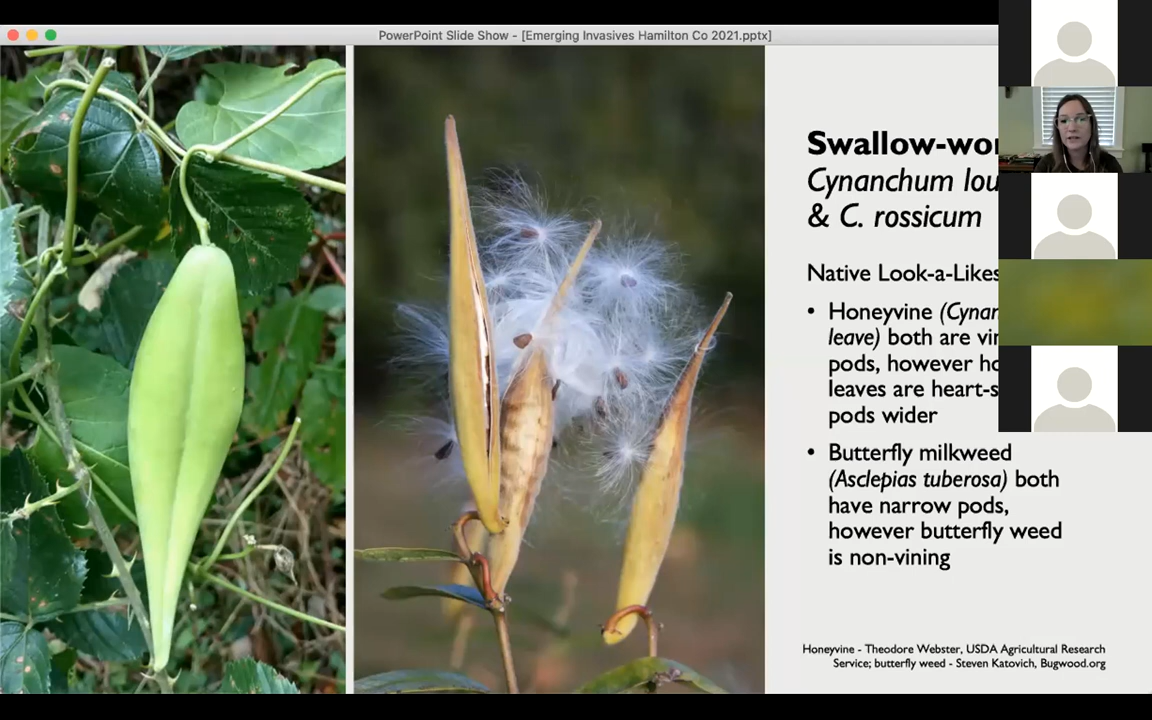 PowerPoint Slide Show - [Emerging Invasives Hamilton Co 2021.pptx]
Swallow-wo
Cynanchum lou
& C. rossicum
Native Look-a-Likes
• Honeyvine (Cynan
leave) both are vin
pods, however ho
leaves are heart-s
pods wider
• Butterfly milkweed
(Asclepias tuberosa) both
have narrow pods,
however butterfly weed
is non-vining
Honeyvine - Theodore Webster, USDA Agricultural Research
Service; butterfly weed - Steven Katovich, Bugwood.org